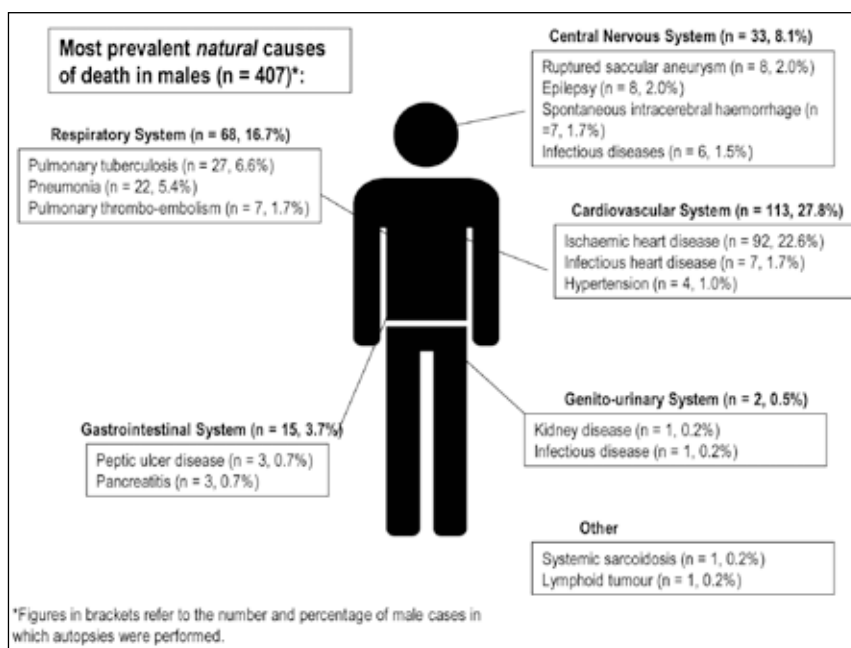 Most prevalent natural causes
of death in males (n = 407)*:
Central Nervous System (n = 33, 8.1%)
Ruptured saccular aneurysm (n = 8, 2.0%)
Epilepsy (n = 8, 2.0%)
Spontaneous intracerebral haemorrhage (n
=7, 1.7%)
Infectious diseases (n = 6, 1.5%)
Respiratory System (n = 68, 16.7%)
Pulmonary tuberculosis (n = 27, 6.6%)
Pneumonia (n = 22, 5.4%)
Pulmonary thrombo-embolism (n = 7, 1.7%)
Cardiovascular System (n = 113, 27.8%)
Ischaemic heart disease (n = 92, 22.6%)
Infectious heart disease (n = 7, 1.7%)
Hypertension (n = 4, 1.0%)
Gastrointestinal System (n = 15, 3.7%)
Peptic ulcer disease (n = 3, 0.7%)
Pancreatitis (n = 3, 0.7%)
Genito-urinary System (n = 2, 0.5%)
Kidney disease (n = 1, 0.2%)
Infectious disease (n = 1, 0.2%)
Other
Systemic sarcoidosis (n = 1, 0.2%)
Lymphoid tumour (n = 1, 0.2%)
*Figures in brackets refer to the number and percentage of male cases in
which autopsies were performed.